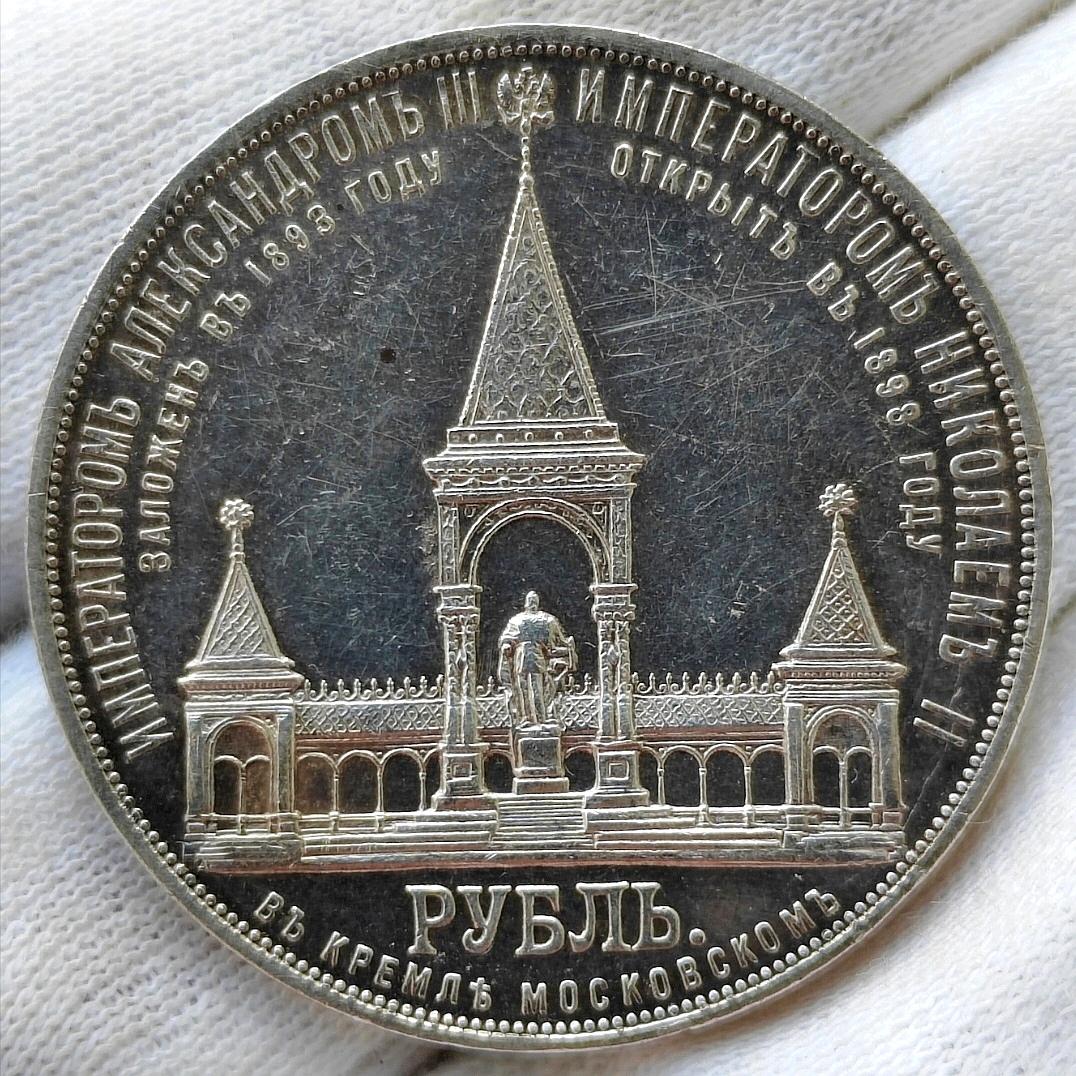 ИМПЕРАТОРОМЪ АЛЕКСАНДРОМЪ III
ЗАЛОЖЕНЪ ВЪ 1893 ГОДУ
ИМПЕРАТОРОМЪ НИКОЛАЕМЪ II
ОТКРЫТЪ ВЪ 1898 ГОДУ
РУБЛЬ.
ВЪ КРЕМЛѢ МОСКОВСКОМЪ